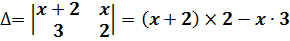 Δ= |x + 2  x| = (x + 2) × 2 − x · 3
|3  2|